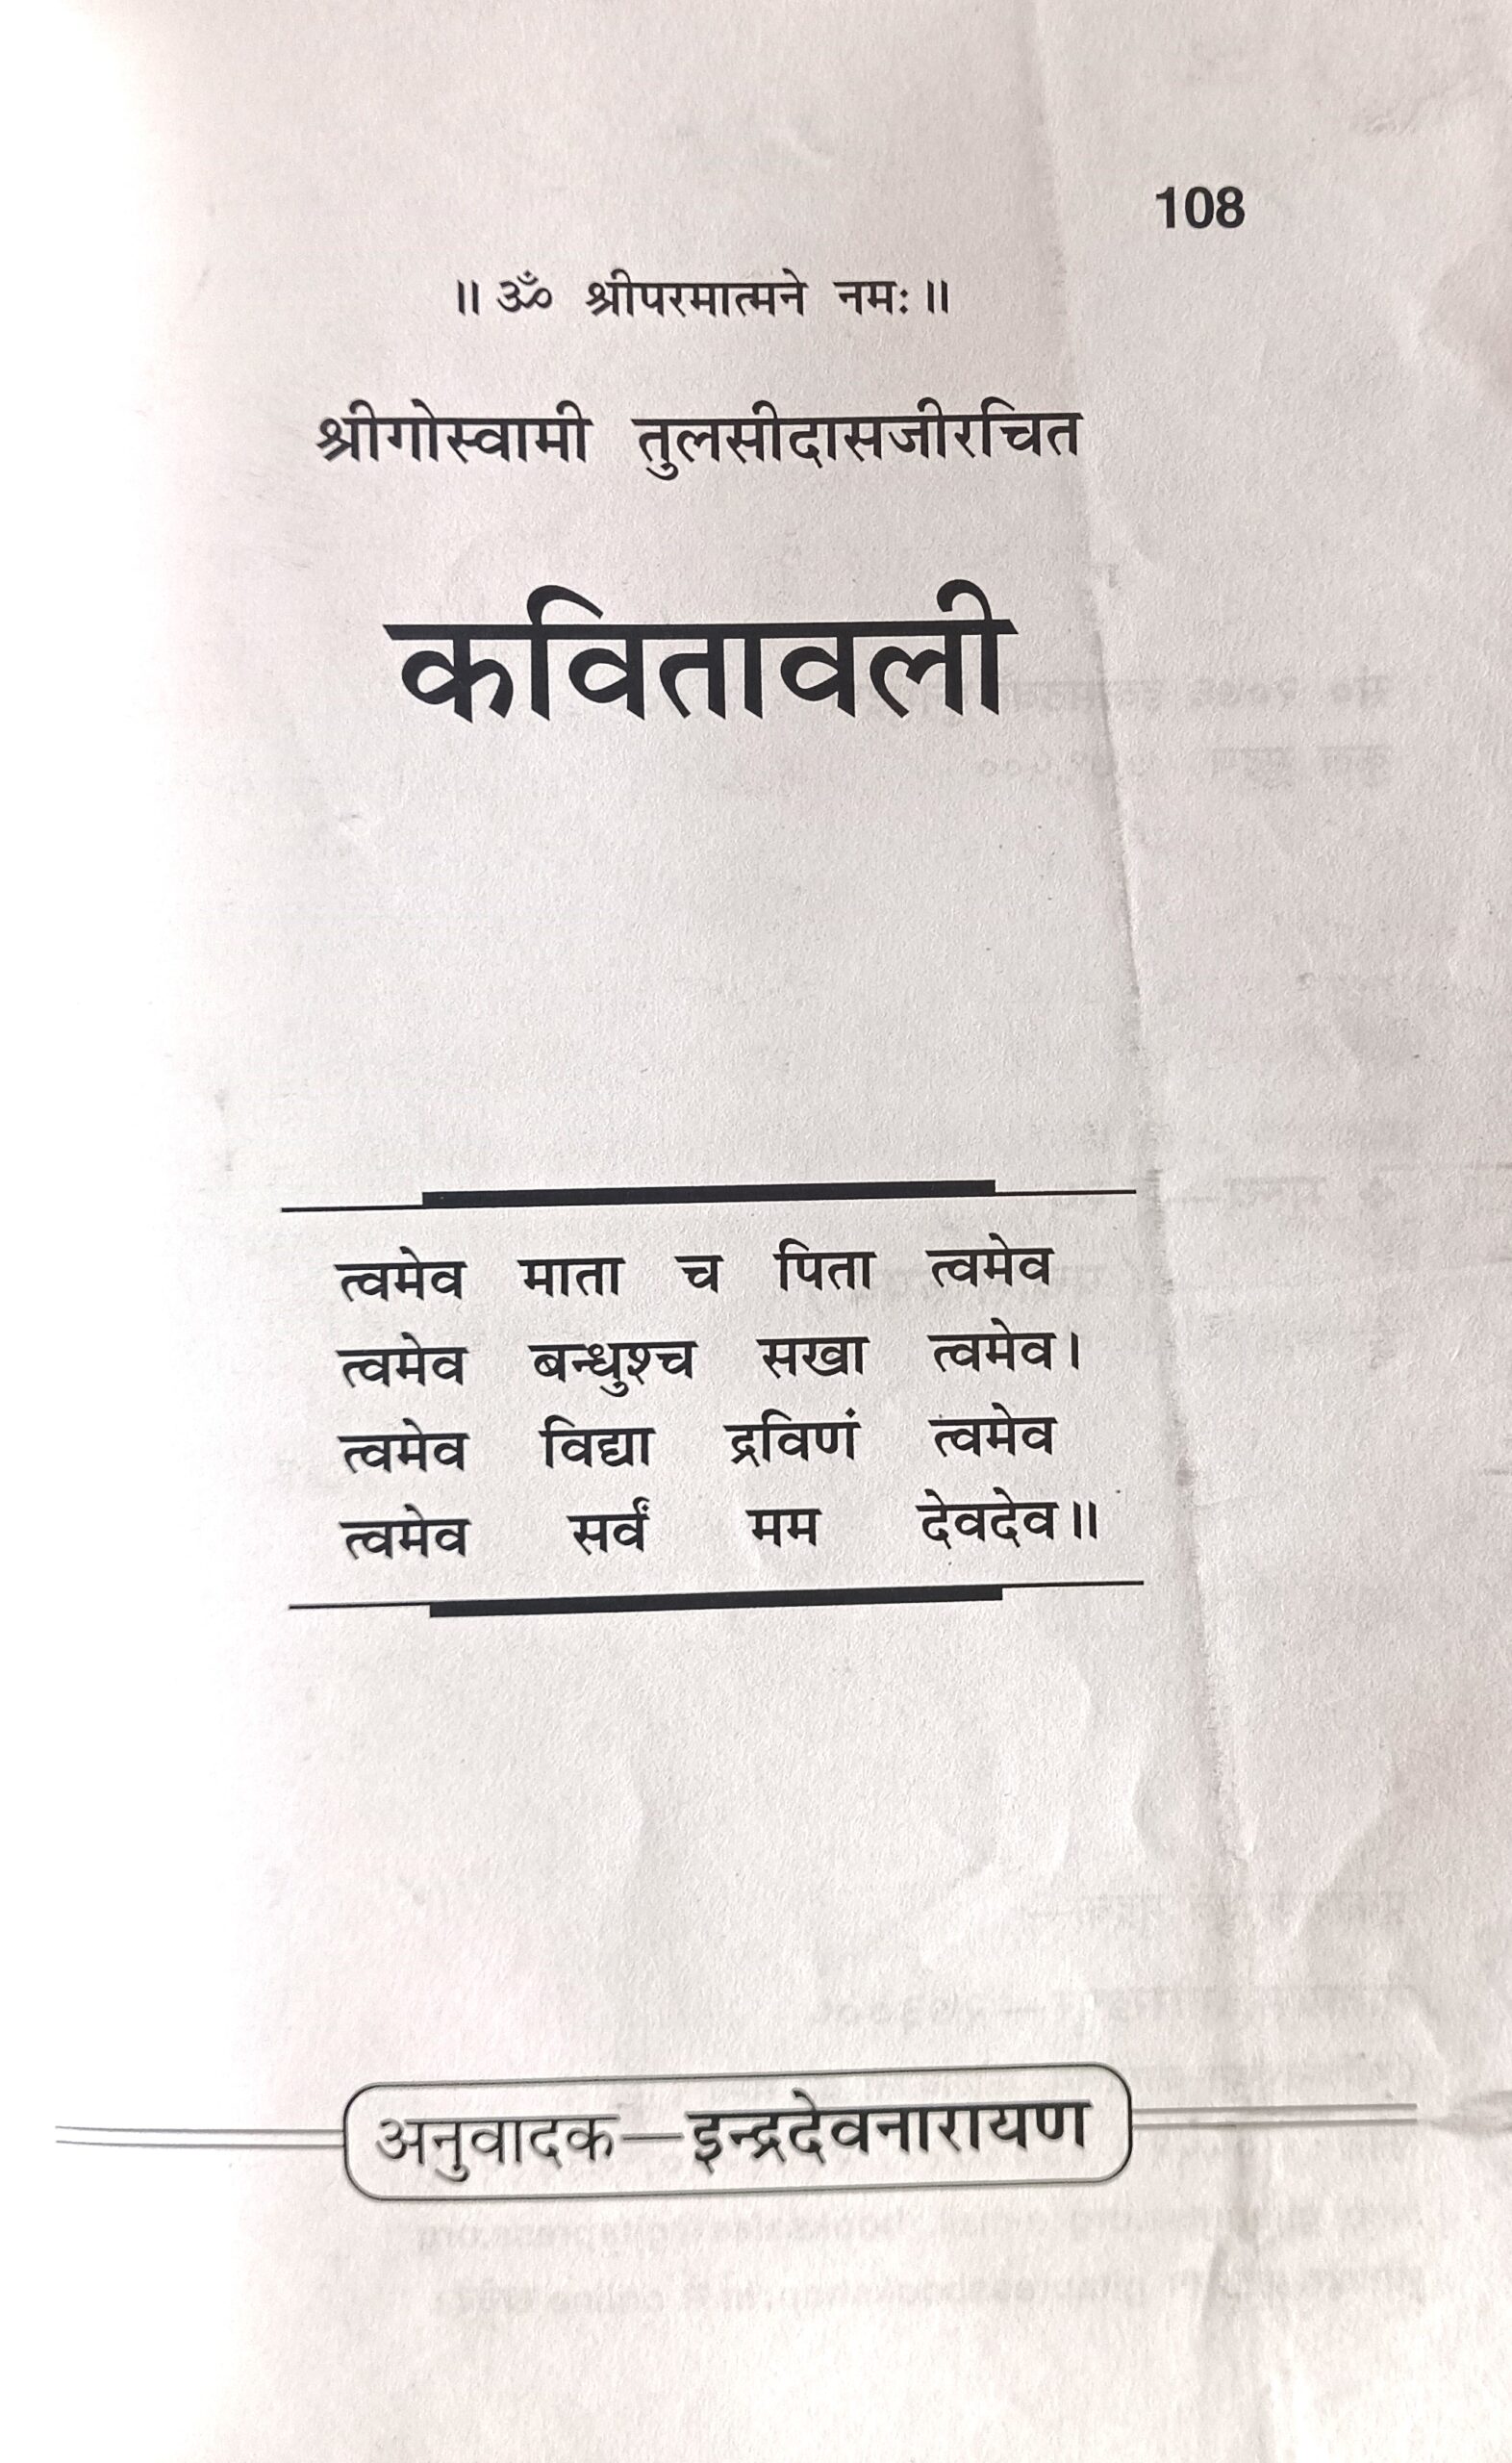 108
॥ ॐ श्रीपरमात्मने नमः ॥
श्रीगोस्वामी तुलसीदासजीरचित
कवितावली
त्वमेव माता च पिता त्वमेव
त्वमेव बन्धुश्च सखा त्वमेव।
त्वमेव विद्या द्रविणं त्वमेव
त्वमेव सर्वं मम देवदेव॥
अनुवादक—इन्द्रदेवनारायण